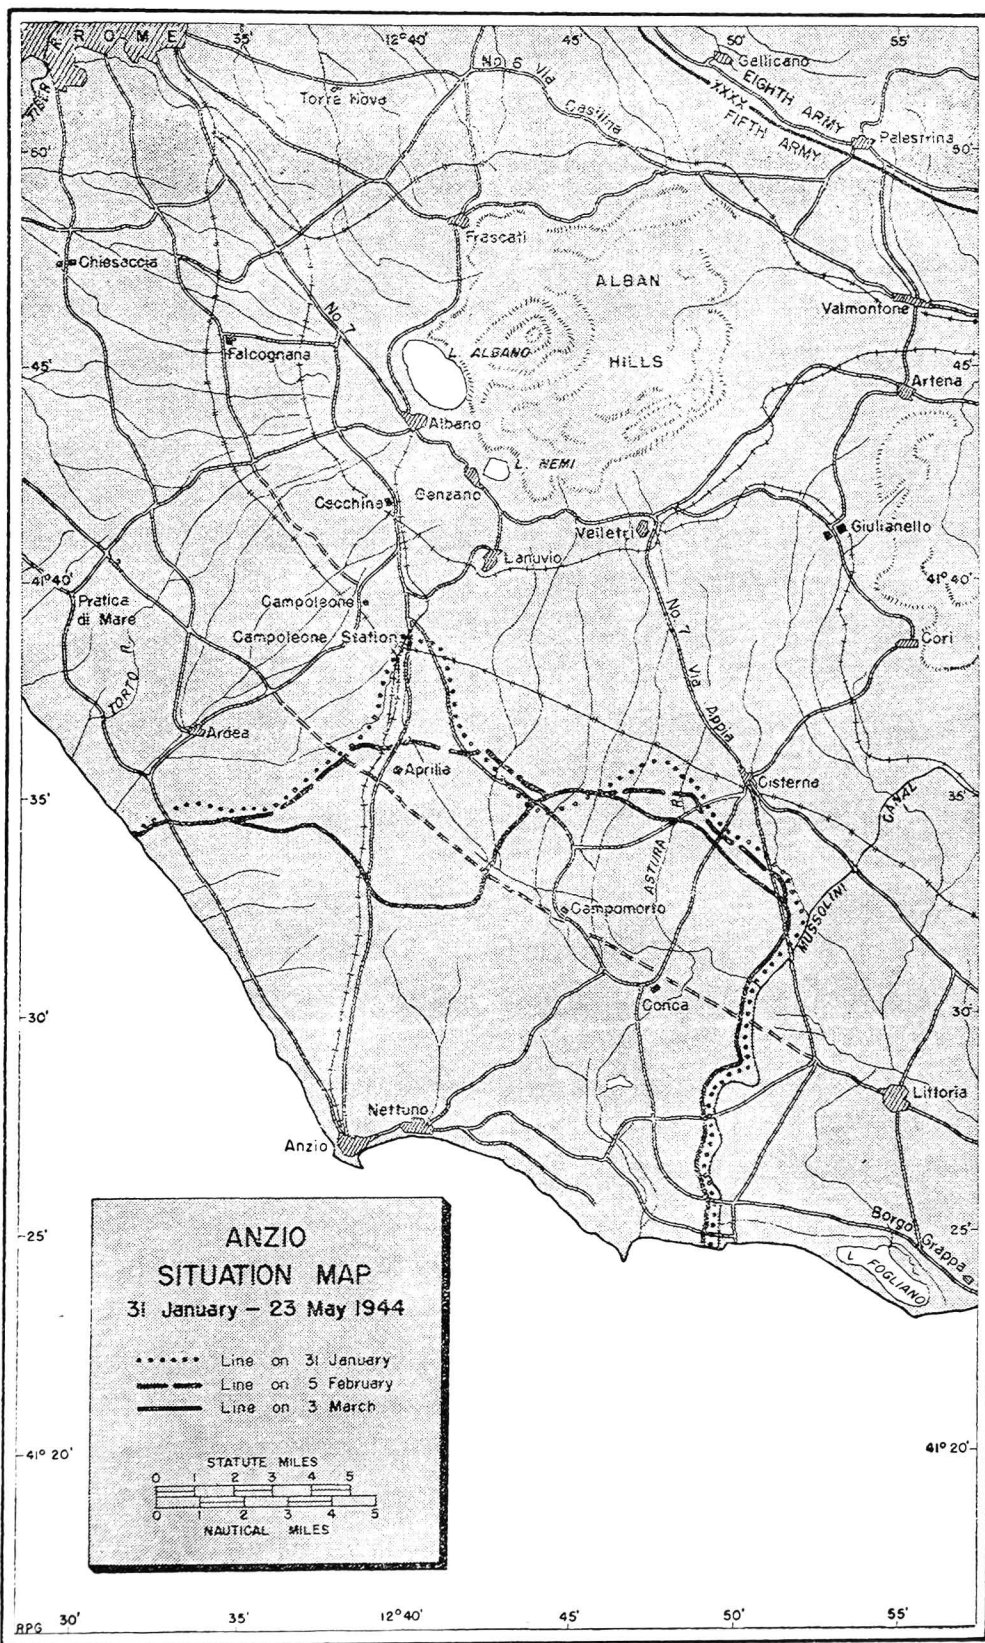 R O M E
35'
12°40'
45'
50'
55'
R.
TIBER
No 6 Via
Casilina
Gallicano
Torre Nova
EIGHTH ARMY
XXXX
FIFTH ARMY
Palestrina
50'
50'
Frascati
Chiesaccia
ALBAN
HILLS
No. 7
Valmontone
Falcognana
L. ALBANO
45'
45'
Artena
Albano
L. NEMI
Genzano
Cecchina
Velletri
Giulianello
Lanuvio
41°40'
41°40'
Pratica
di Mare
Campoleone
No. 7 Via Appia
Campoleone Station
Cori
TORTO R.
Ardea
Aprilia
Cisterna
35'
35'
ASTURA R.
MUSSOLINI CANAL
Campomorto
30'
30'
Conca
Littoria
Nettuno
Anzio
25'
25'
Borgo Grappa
L. FOGLIANO
ANZIO
SITUATION MAP
31 January – 23 May 1944
Line on 31 January
Line on 5 February
Line on 3 March
STATUTE MILES
0 1 2 3 4 5
0 1 2 3 4 5
NAUTICAL MILES
41° 20'
41° 20'
RPG
30'
35'
12°40'
45'
50'
55'